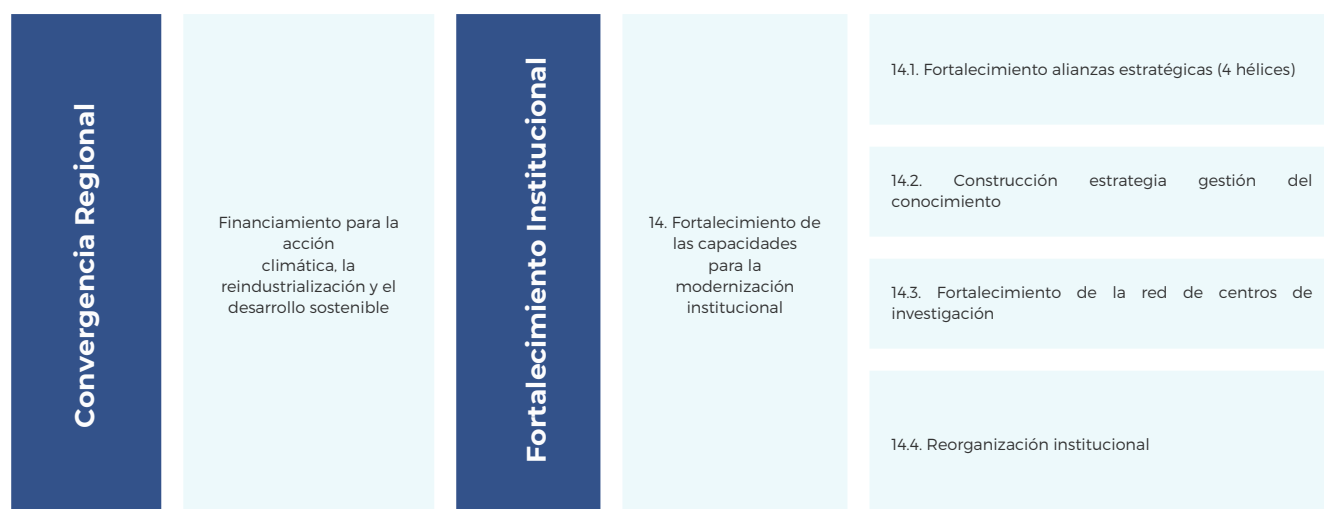 Convergencia Regional
Financiamiento para la
acción
climática, la
reindustrialización y el
desarrollo sostenible
Fortalecimiento Institucional
14. Fortalecimiento de
las capacidades
para la
modernización
institucional
14.1. Fortalecimiento alianzas estratégicas (4 hélices)
14.2. Construcción estrategia gestión del
conocimiento
14.3. Fortalecimiento de la red de centros de
investigación
14.4. Reorganización institucional